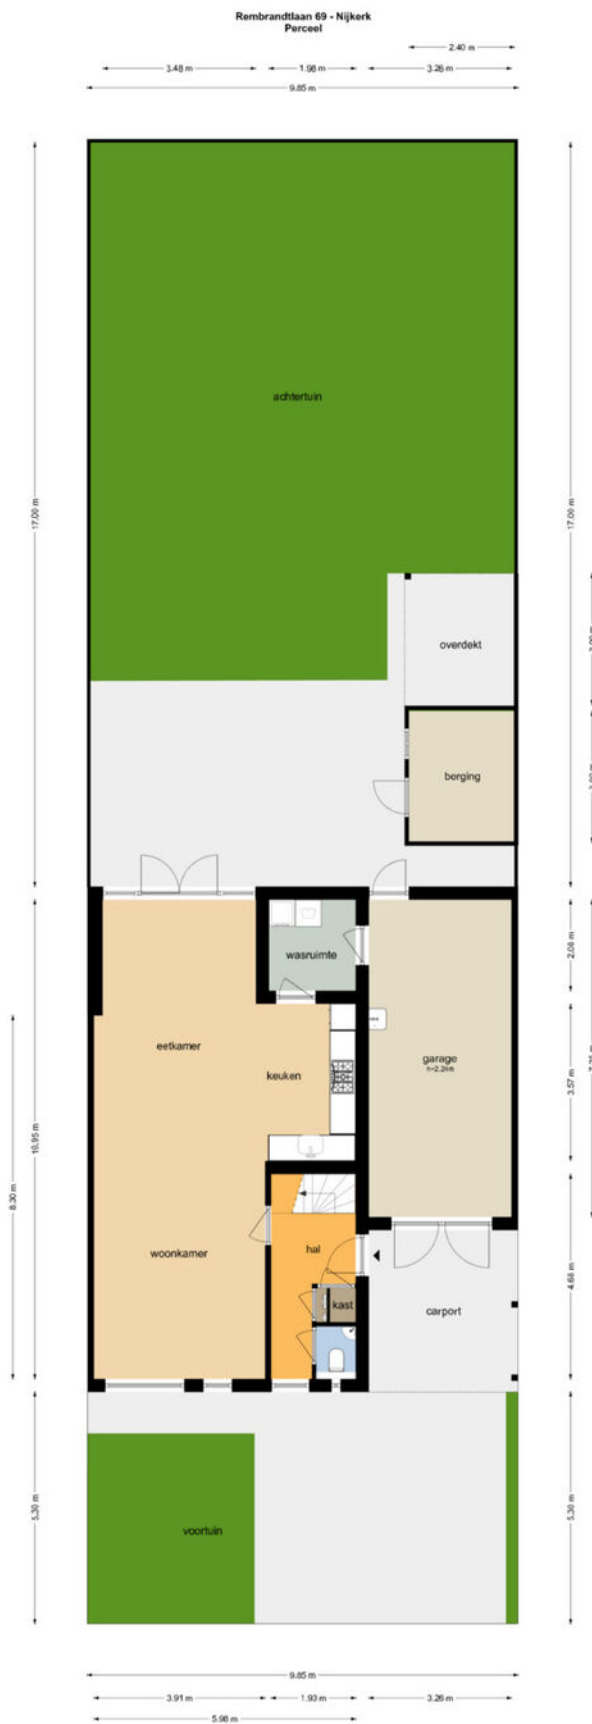 Rembrandtlaan 69 - Nijkerk
Perceel
2.40 m
3.48 m
1.98 m
3.26 m
9.85 m
achtertuin
17.00 m
17.00 m
overdekt
berging
wasruimte
2.08 m
eetkamer
keuken
garage
h=2.24m
3.57 m
10.95 m
8.30 m
woonkamer
hal
kast
carport
4.68 m
5.30 m
voortuin
5.30 m
9.85 m
3.91 m
1.93 m
3.26 m
5.98 m